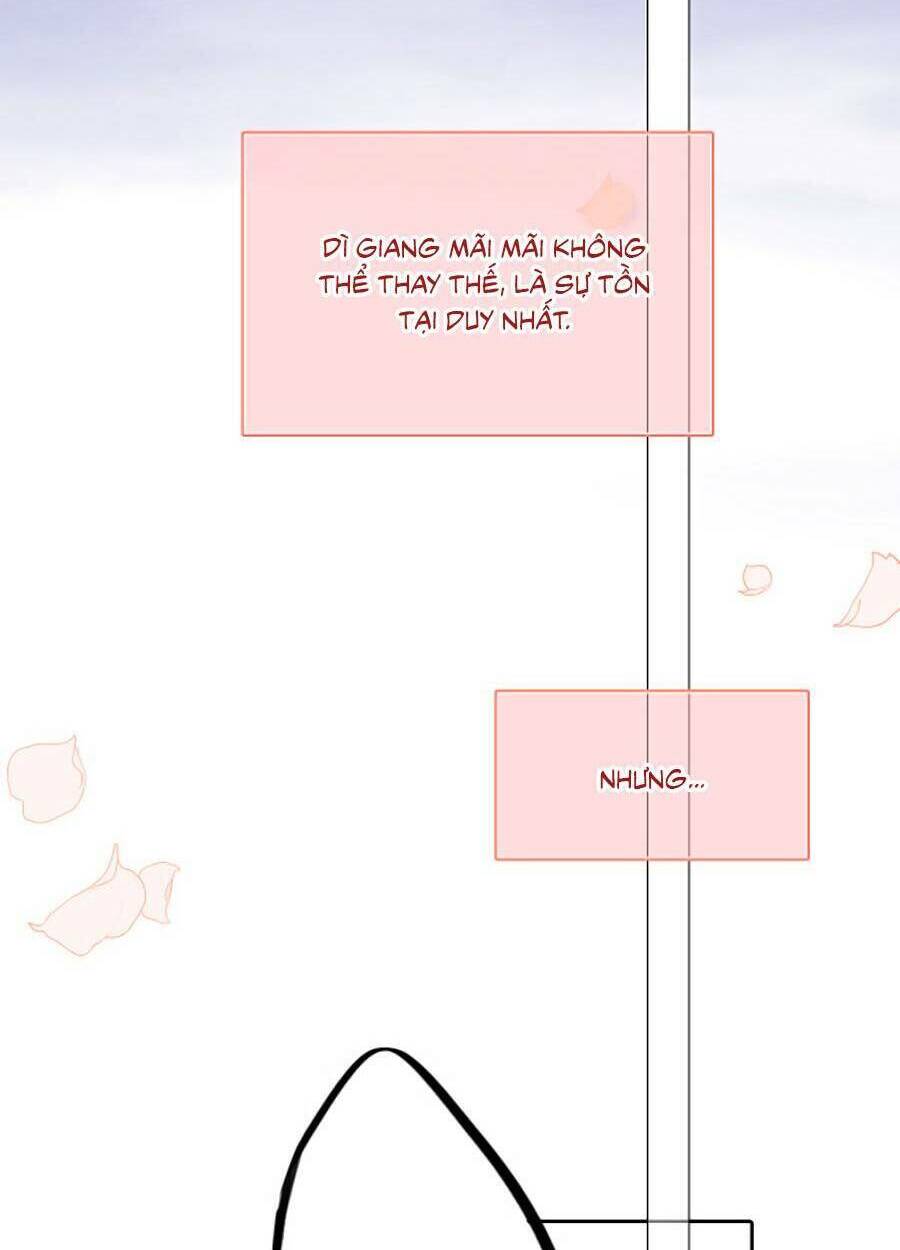 DÌ GIANG MÃI MÃI KHÔNG
THỂ THAY THẾ, LÀ SỰ TỒN
TẠI DUY NHẤT.
NHƯNG...